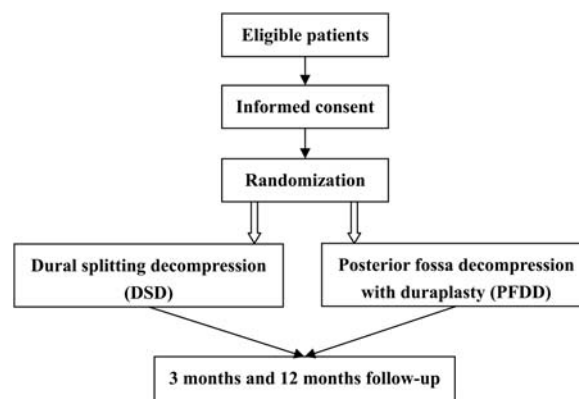 Eligible patients
Informed consent
Randomization
Dural splitting decompression
(DSD)
Posterior fossa decompression
with duraplasty (PFDD)
3 months and 12 months follow-up